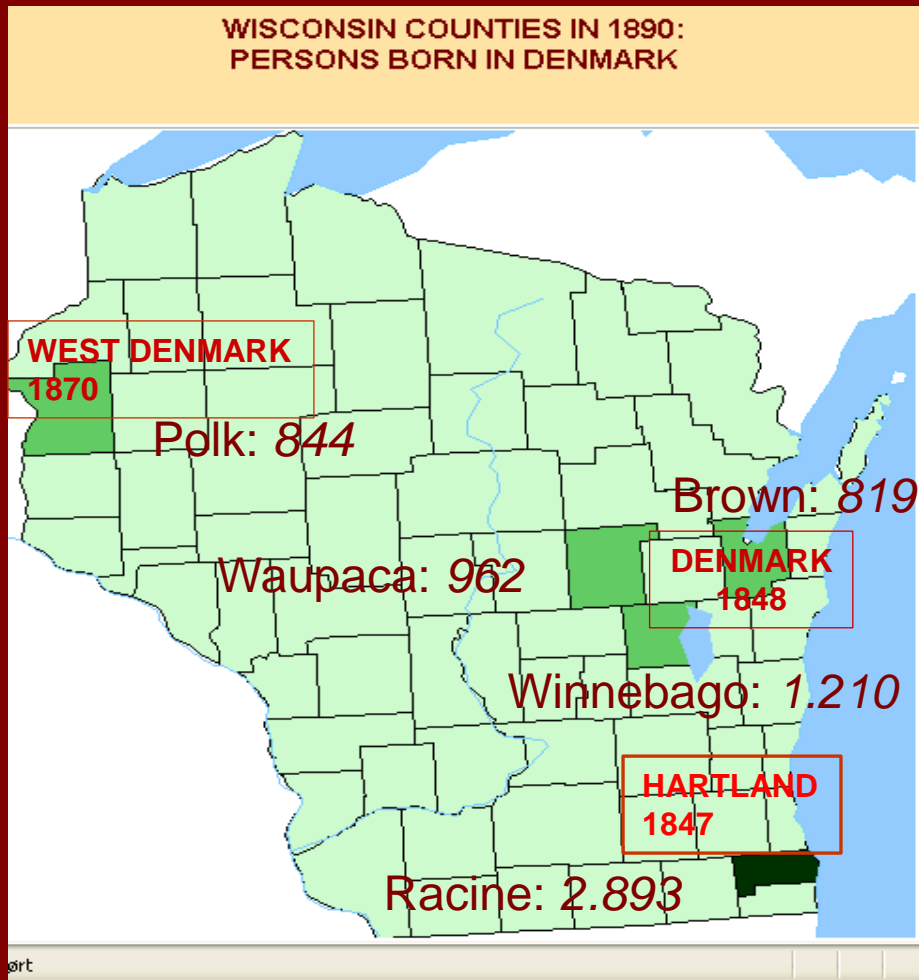 WISCONSIN COUNTIES IN 1890:
PERSONS BORN IN DENMARK
WEST DENMARK
1870
Polk: 844
Brown: 819
DENMARK
1848
Waupaca: 962
Winnebago: 1.210
HARTLAND
1847
Racine: 2.893
ørt